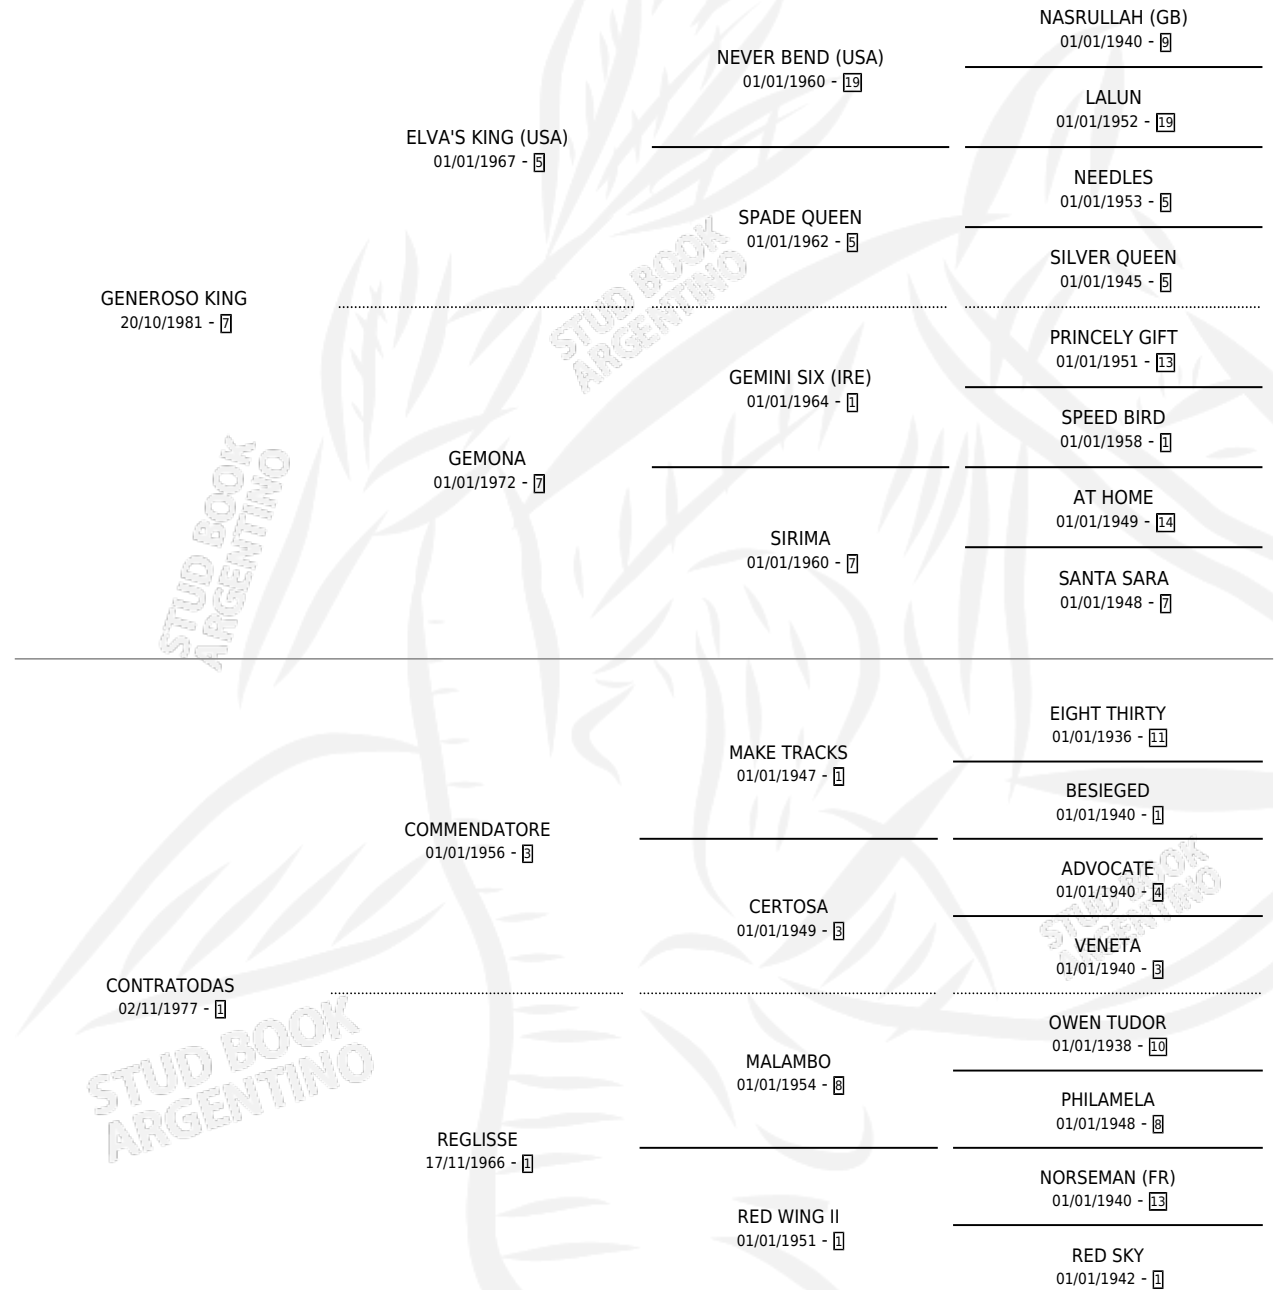 NASRULLAH (GB)
01/01/1940 - 9
NEVER BEND (USA)
01/01/1960 - 19
LALUN
01/01/1952 - 19
ELVA'S KING (USA)
01/01/1967 - 5
NEEDLES
01/01/1953 - 5
SPADE QUEEN
01/01/1962 - 5
SILVER QUEEN
01/01/1945 - 5
GENEROSO KING
20/10/1981 - 7
STUD BOOK
ARGENTINO
PRINCELY GIFT
01/01/1951 - 13
GEMINI SIX (IRE)
01/01/1964 - 1
SPEED BIRD
01/01/1958 - 1
GEMONA
01/01/1972 - 7
AT HOME
01/01/1949 - 14
SIRIMA
01/01/1960 - 7
SANTA SARA
01/01/1948 - 7
STUD BOOK
ARGENTINO
EIGHT THIRTY
01/01/1936 - 11
MAKE TRACKS
01/01/1947 - 1
BESIEGED
01/01/1940 - 1
COMMENDATORE
01/01/1956 - 3
ADVOCATE
01/01/1940 - 4
CERTOSA
01/01/1949 - 3
VENETA
01/01/1940 - 3
STUD BOOK
ARGENTINO
CONTRATODAS
02/11/1977 - 1
OWEN TUDOR
01/01/1938 - 10
MALAMBO
01/01/1954 - 8
PHILAMELA
01/01/1948 - 8
STUD BOOK
ARGENTINO
REGLISSE
17/11/1966 - 1
NORSEMAN (FR)
01/01/1940 - 13
RED WING II
01/01/1951 - 1
RED SKY
01/01/1942 - 1